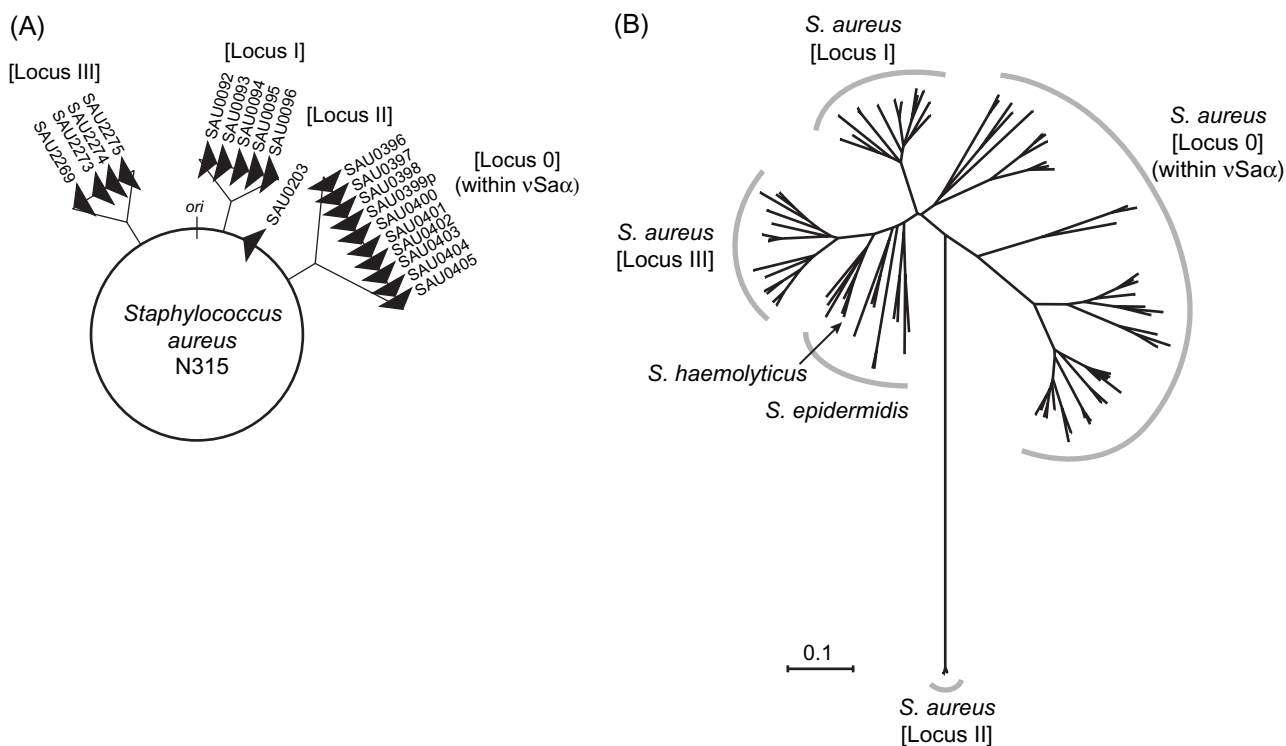 (A)
[Locus III]
SAU2269
SAU2273
SAU2274
SAU2275
[Locus I]
SAU0092
SAU0093
SAU0094
SAU0095
SAU0096
[Locus II]
SAU0203
SAU0396
SAU0397
SAU0398
SAU0399p
SAU0400
SAU0401
SAU0402
SAU0403
SAU0404
SAU0405
[Locus 0]
(within νSaα)
ori
Staphylococcus
aureus
N315
(B)
S. aureus
[Locus I]
S. aureus
[Locus 0]
(within νSaα)
S. aureus
[Locus III]
S. haemolyticus
S. epidermidis
0.1
S. aureus
[Locus II]